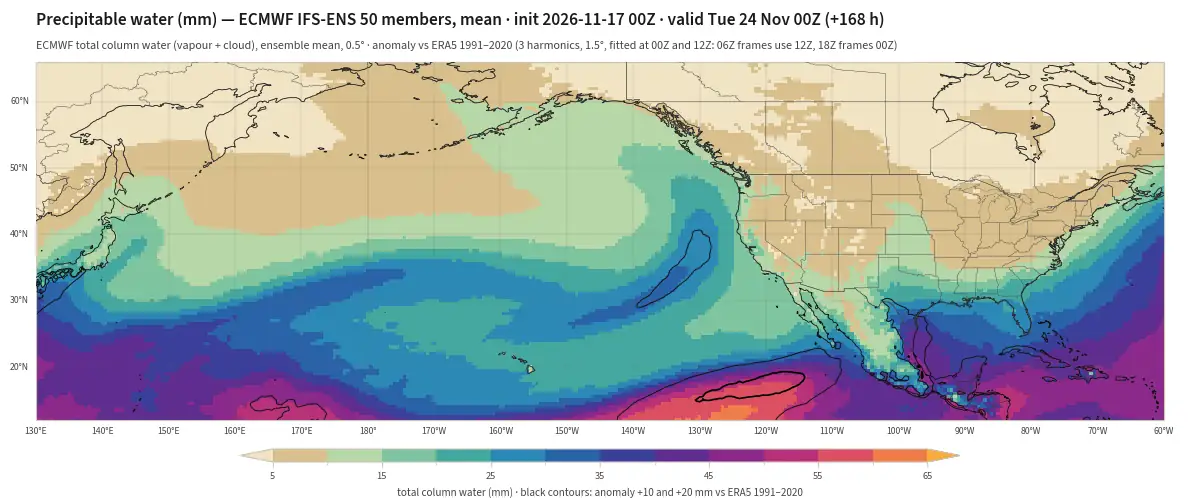 Precipitable water (mm) — ECMWF IFS-ENS 50 members, mean · init 2026-11-17 00Z · valid Tue 24 Nov 00Z (+168 h)
ECMWF total column water (vapour + cloud), ensemble mean, 0.5° · anomaly vs ERA5 1991–2020 (3 harmonics, 1.5°, fitted at 00Z and 12Z: 06Z frames use 12Z, 18Z frames 00Z)
60°N
50°N
40°N
30°N
20°N
130°E 140°E 150°E 160°E 170°E 180° 170°W 160°W 150°W 140°W 130°W 120°W 110°W 100°W 90°W 80°W 70°W 60°W
5 15 25 35 45 55 65
total column water (mm) · black contours: anomaly +10 and +20 mm vs ERA5 1991–2020